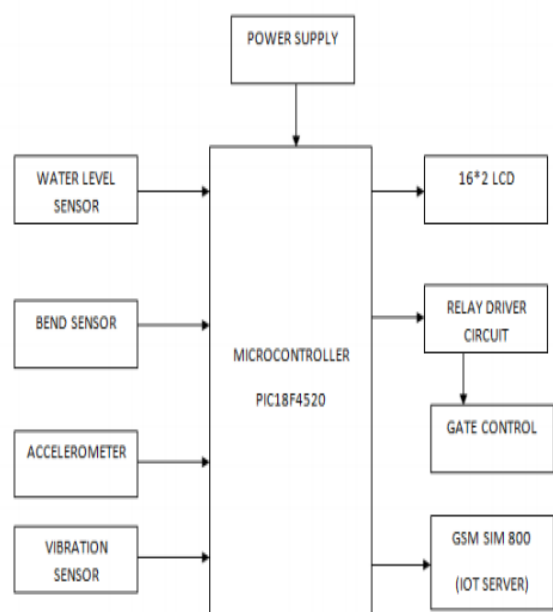 POWER SUPPLY
WATER LEVEL
SENSOR
BEND SENSOR
ACCELEROMETER
VIBRATION
SENSOR
MICROCONTROLLER
PIC18F4520
16*2 LCD
RELAY DRIVER
CIRCUIT
GATE CONTROL
GSM SIM 800
(IOT SERVER)